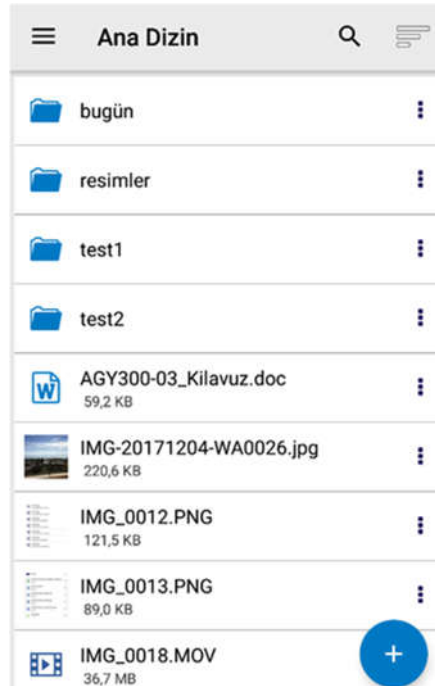 Ana Dizin
bugün
resimler
test1
test2
AGY300-03_Kilavuz.doc
59,2 KB
IMG-20171204-WA0026.jpg
220,6 KB
IMG_0012.PNG
121,5 KB
IMG_0013.PNG
89,0 KB
IMG_0018.MOV
36,7 MB